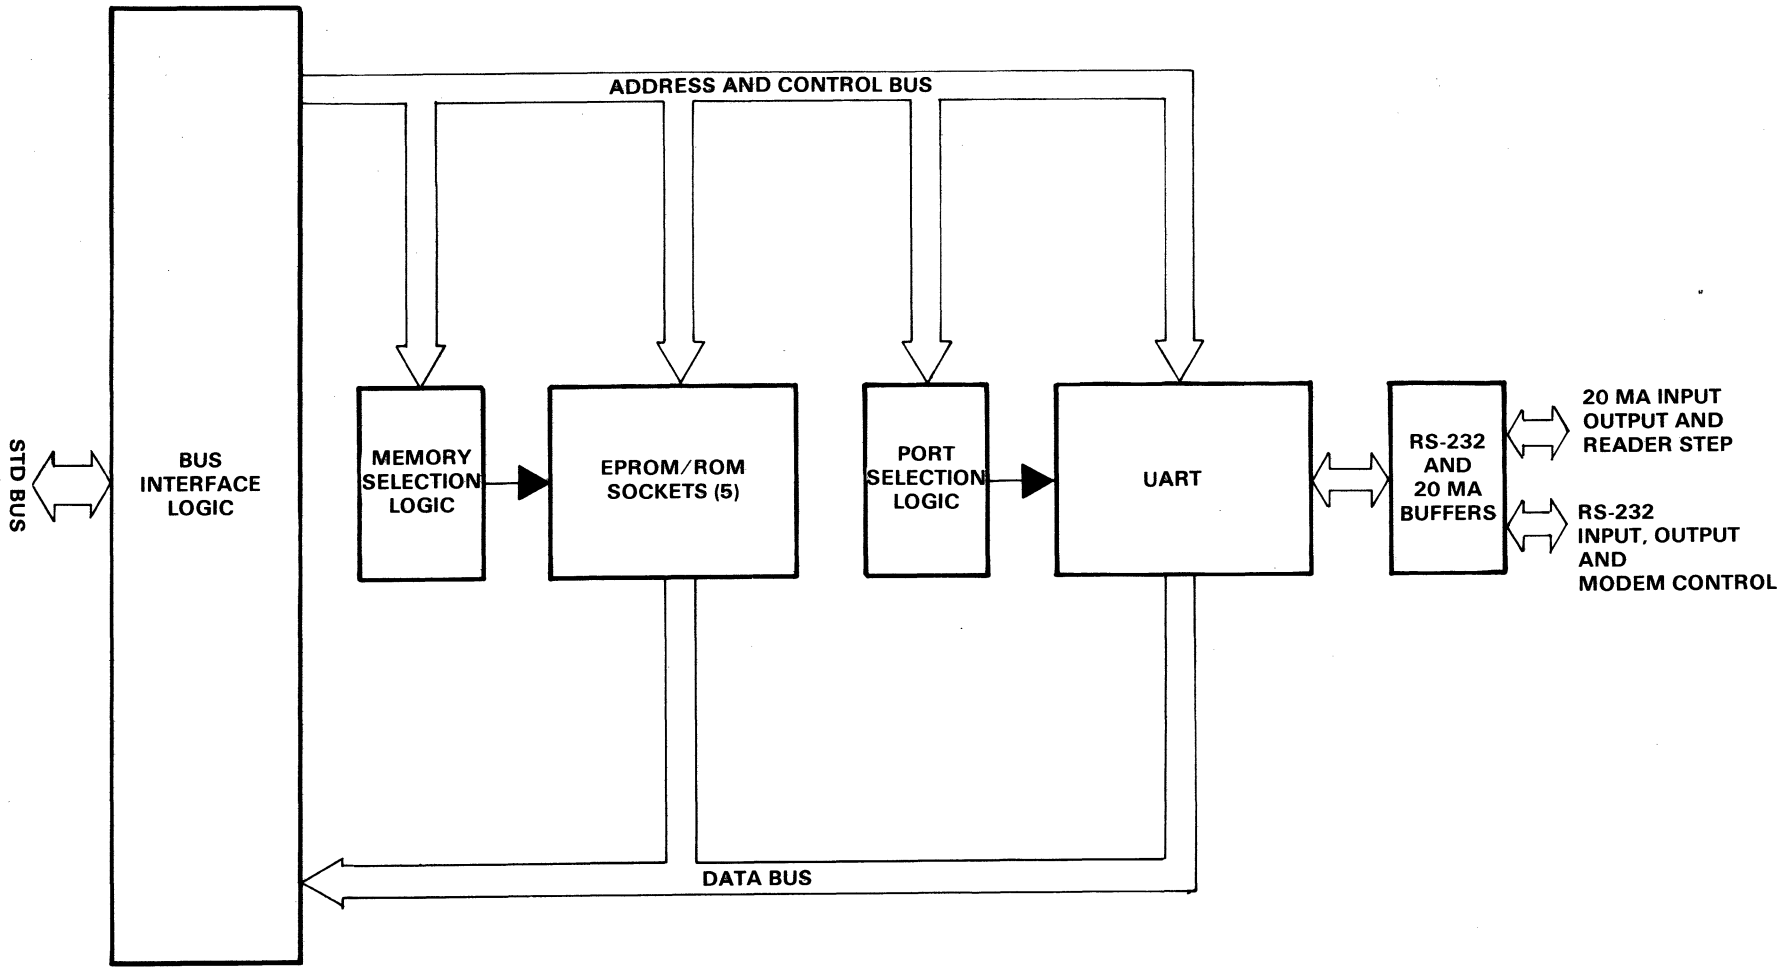 ADDRESS AND CONTROL BUS
STD BUS
BUS
INTERFACE
LOGIC
MEMORY
SELECTION
LOGIC
EPROM/ROM
SOCKETS (5)
PORT
SELECTION
LOGIC
UART
RS-232
AND
20 MA
BUFFERS
20 MA INPUT
OUTPUT AND
READER STEP
RS-232
INPUT, OUTPUT
AND
MODEM CONTROL
DATA BUS